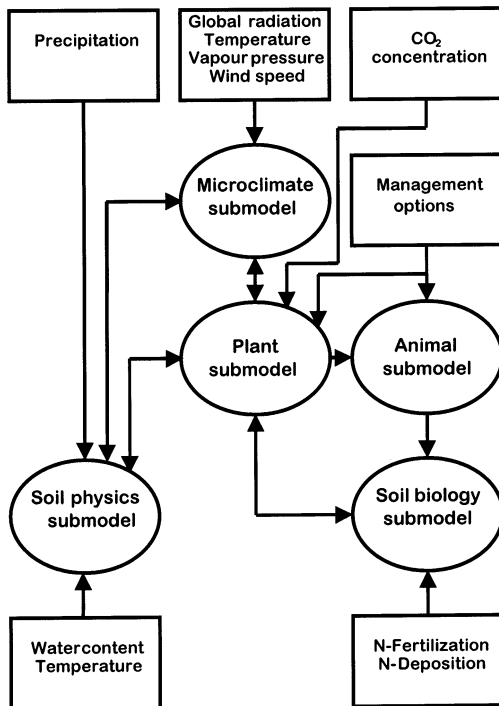 Precipitation
Global radiation
Temperature
Vapour pressure
Wind speed
CO₂
concentration
Microclimate
submodel
Management
options
Plant
submodel
Animal
submodel
Soil physics
submodel
Soil biology
submodel
Watercontent
Temperature
N-Fertilization
N-Deposition